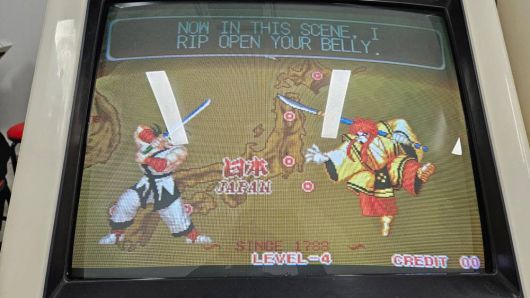 NOW IN THIS SCENE, I
RIP OPEN YOUR BELLY.
日本
JAPAN
SINCE 1788
LEVEL-4
CREDIT 00